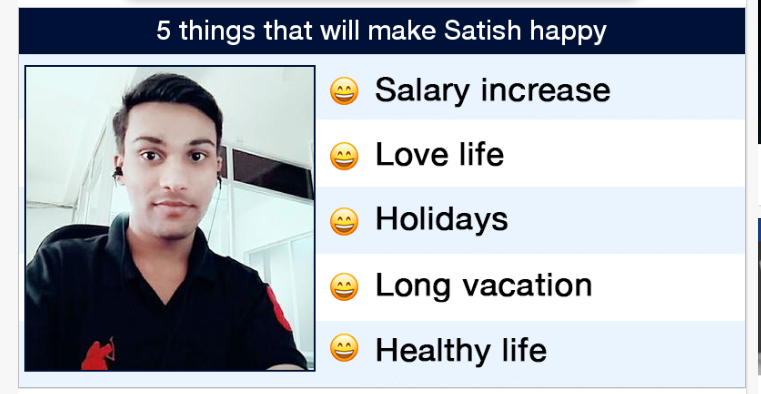 5 things that will make Satish happy
😄 Salary increase
😄 Love life
😄 Holidays
😄 Long vacation
😄 Healthy life